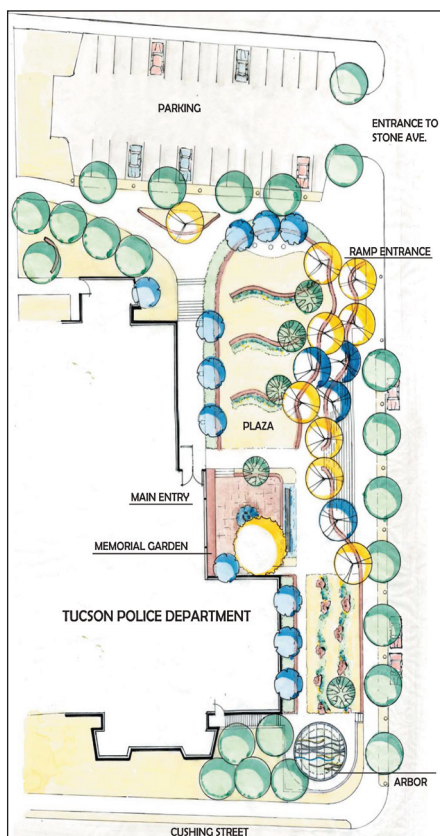 PARKING
ENTRANCE TO
STONE AVE.
RAMP ENTRANCE
PLAZA
MAIN ENTRY
MEMORIAL GARDEN
TUCSON POLICE DEPARTMENT
ARBOR
CUSHING STREET